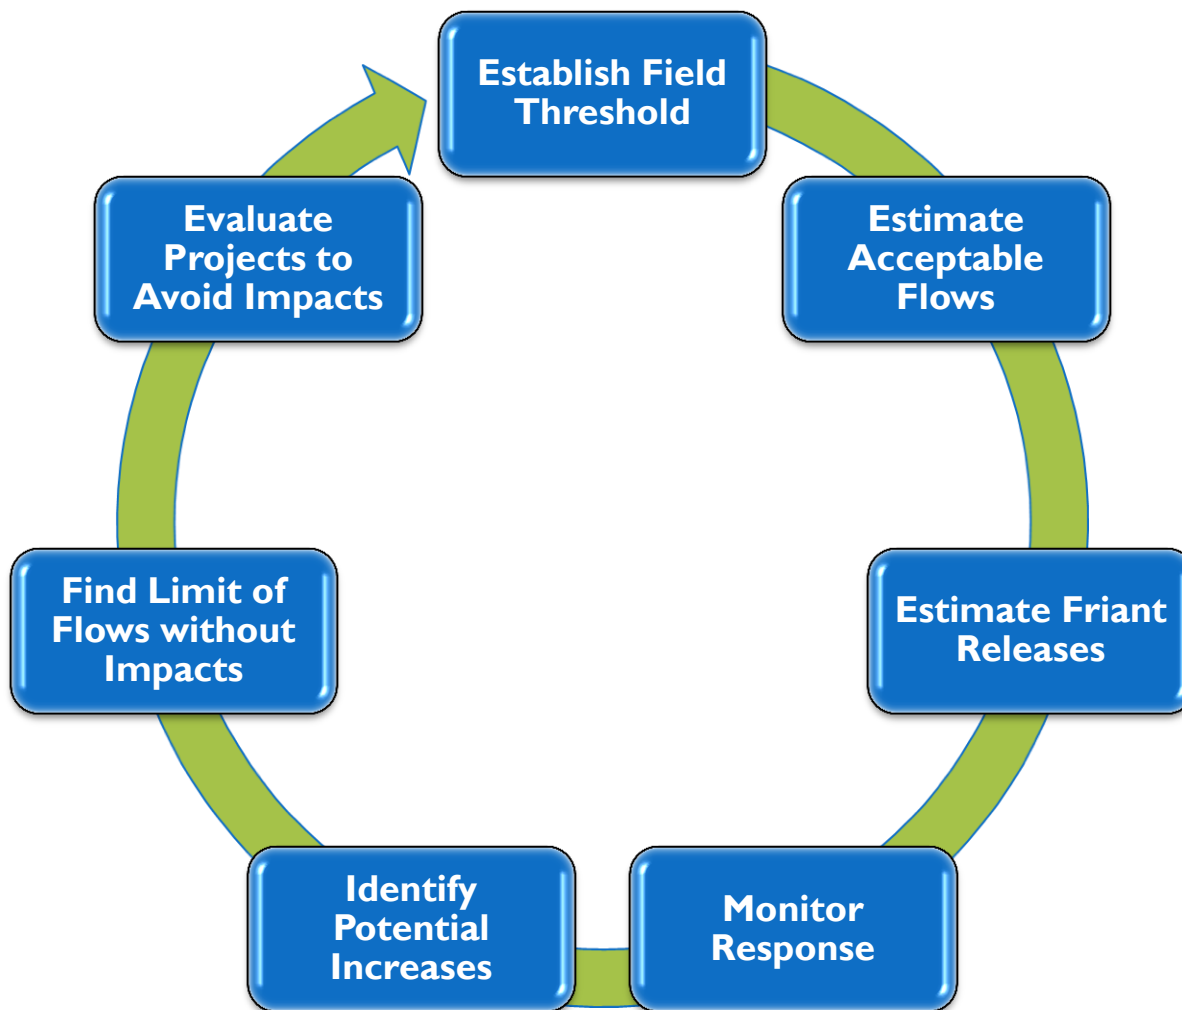 Establish Field
Threshold
Estimate
Acceptable
Flows
Estimate Friant
Releases
Monitor
Response
Identify
Potential
Increases
Find Limit of
Flows without
Impacts
Evaluate
Projects to
Avoid Impacts